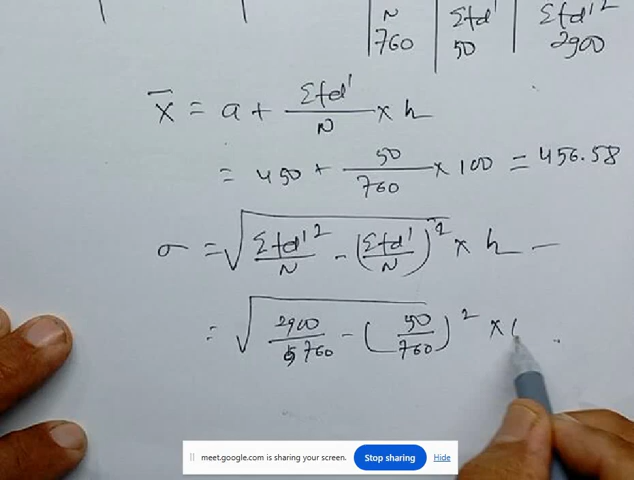 N | Σfd' | Σfd'²
760 | 50 | 2900
x̄ = a + Σfd'/N × h
= 450 + 50/760 × 100 = 456.58
σ = √(Σfd'²/N - (Σfd'/N)²) × h -
= √(2900/760 - (50/760)²) × (
meet.google.com is sharing your screen. Stop sharing Hide